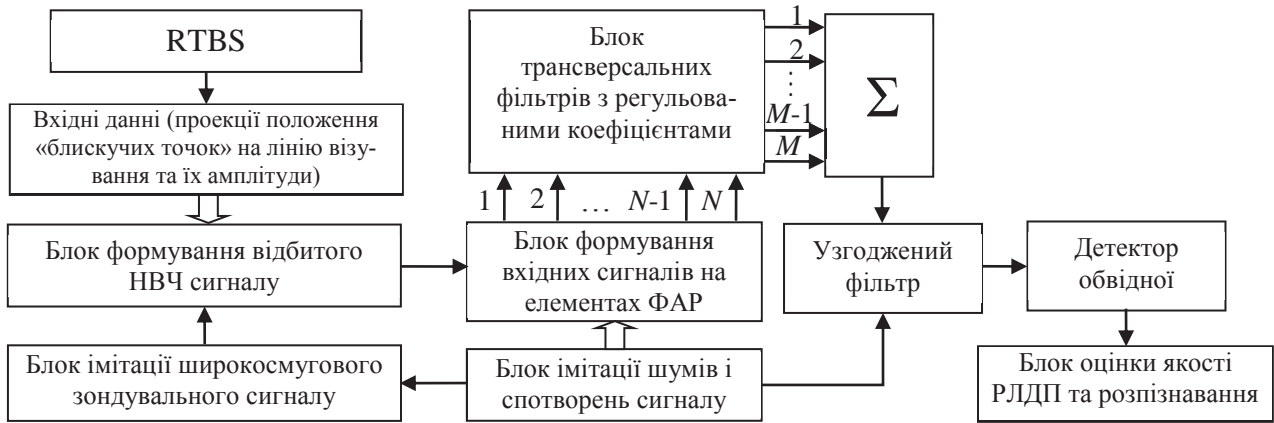 RTBS
Вхідні данні (проекції положення
«блискучих точок» на лінію візу-
вання та їх амплітуди)
Блок формування відбитого
НВЧ сигналу
Блок імітації широкосмугового
зондувального сигналу
Блок
трансверсальних
фільтрів з регульова-
ними коефіцієнтами
1
2
⋮
M-1
M
Σ
1 2 … N-1 N
Блок формування
вхідних сигналів на
елементах ФАР
Блок імітації шумів і
спотворень сигналу
Узгоджений
фільтр
Детектор
обвідної
Блок оцінки якості
РЛДП та розпізнавання